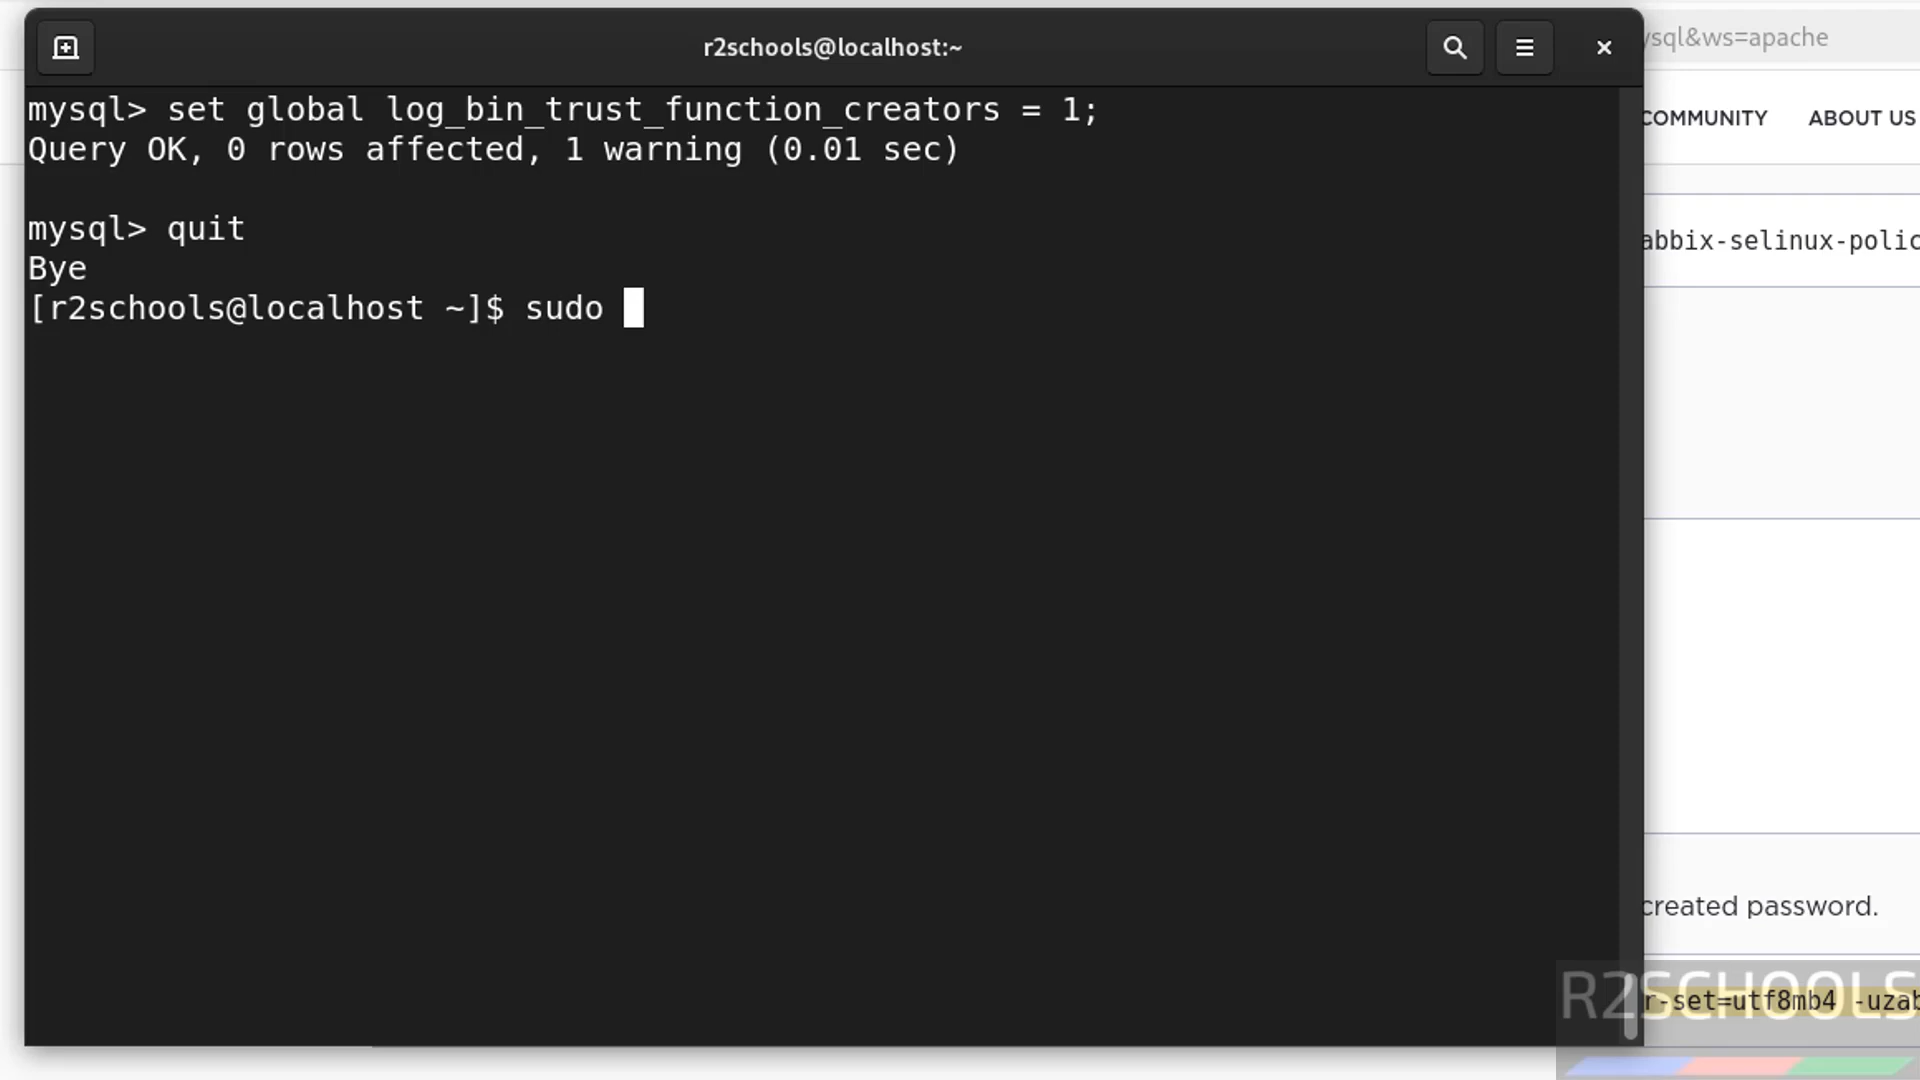 r2schools@localhost:~
mysql> set global log_bin_trust_function_creators = 1;
Query OK, 0 rows affected, 1 warning (0.01 sec)
mysql> quit
Bye
[r2schools@localhost ~]$ sudo
ysql&ws=apache
COMMUNITY ABOUT US
abbix-selinux-polic
created password.
r-set=utf8mb4 -uzab
R2SCHOOLS